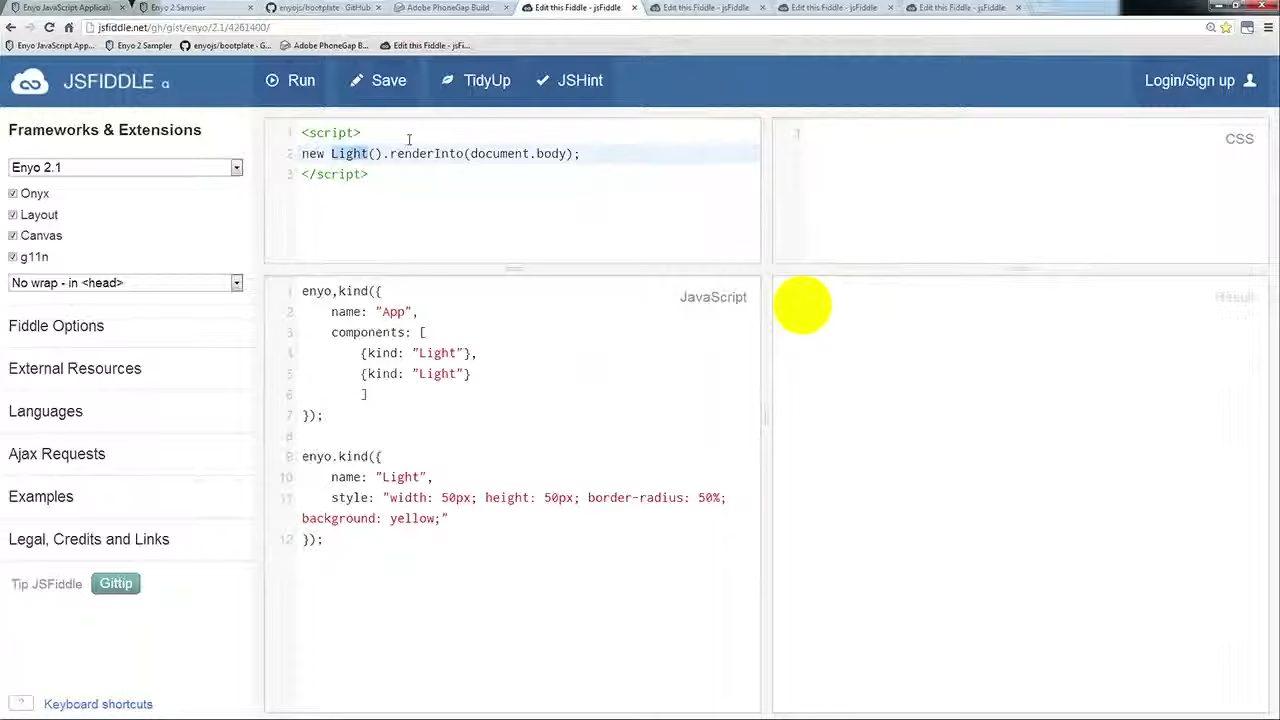 Enyo JavaScript Applicati
Enyo 2 Sampler
enyojs/bootplate · GitHub
Adobe PhoneGap Build
Edit this Fiddle - jsFiddle
Edit this Fiddle - jsFiddle
Edit this Fiddle - jsFiddle
Edit this Fiddle - jsFiddle
jsfiddle.net/gh/gist/enyo/2.1/4261400/
Enyo JavaScript App...
Enyo 2 Sampler
enyojs/bootplate · G...
Adobe PhoneGap B...
Edit this Fiddle - jsFi...
JSFIDDLE α
Run
Save
TidyUp
JSHint
Login/Sign up
Frameworks & Extensions
Enyo 2.1
Onyx
Layout
Canvas
g11n
No wrap - in <head>
Fiddle Options
External Resources
Languages
Ajax Requests
Examples
Legal, Credits and Links
Tip JSFiddle Gittip
? Keyboard shortcuts
1 <script>
2 new Light().renderInto(document.body);
3 </script>
1
CSS
JavaScript
1 enyo,kind({
2 name: "App",
3 components: [
4 {kind: "Light"},
5 {kind: "Light"}
6 ]
7 });
8
9 enyo.kind({
10 name: "Light",
11 style: "width: 50px; height: 50px; border-radius: 50%;
background: yellow;"
12 });
Result